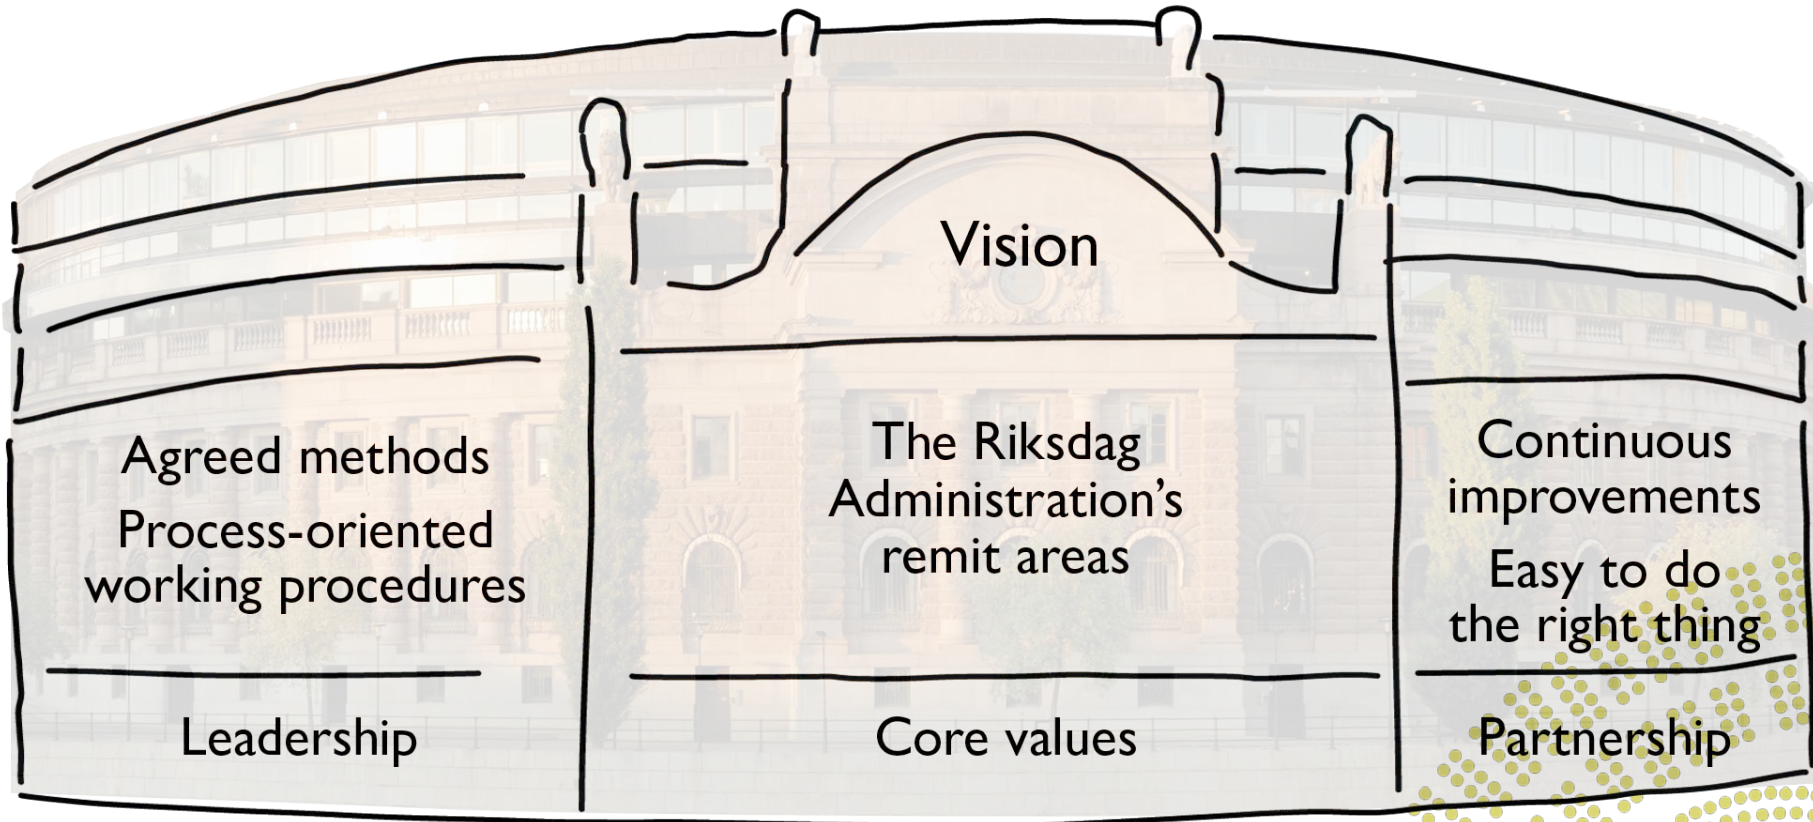 Vision
Agreed methods
Process-oriented
working procedures
The Riksdag
Administration’s
remit areas
Continuous
improvements
Easy to do
the right thing
Leadership
Core values
Partnership